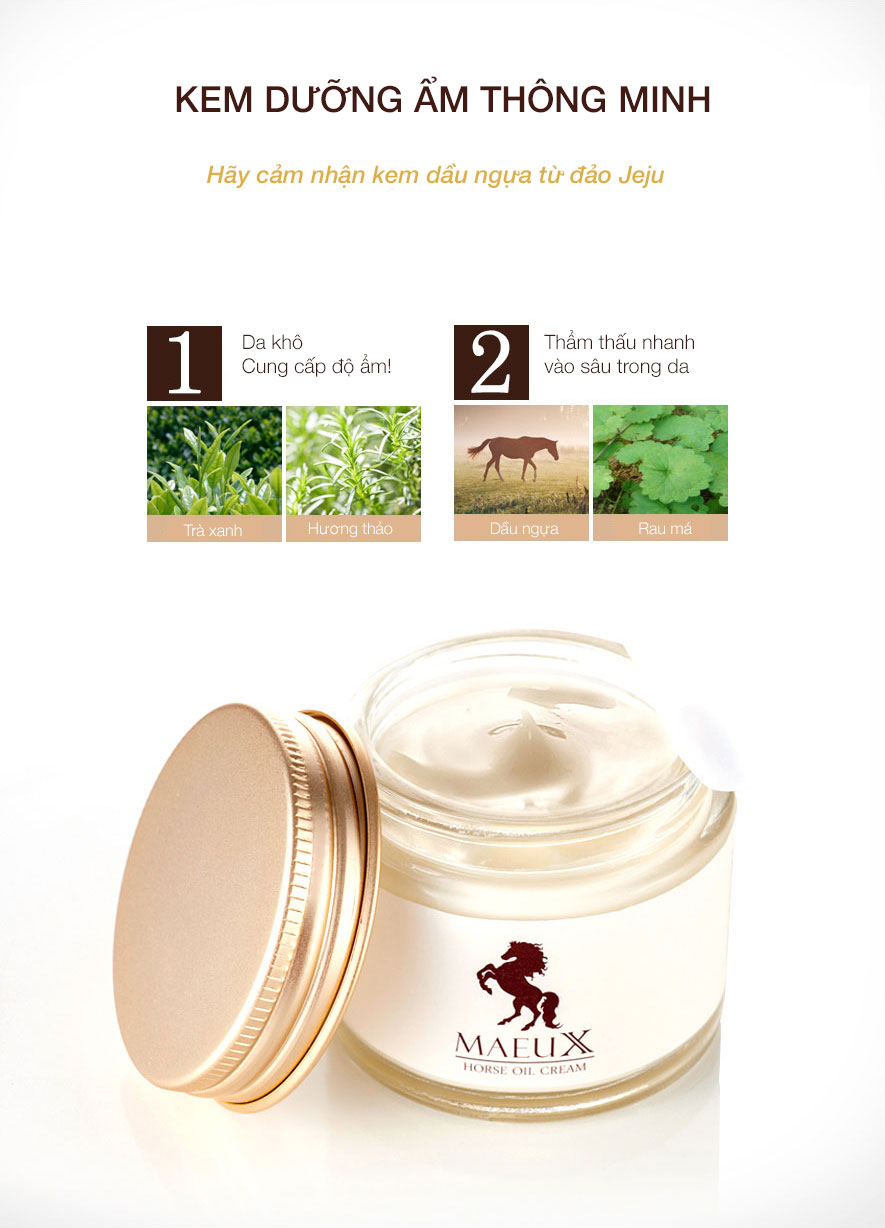 KEM DƯỠNG ẨM THÔNG MINH
Hãy cảm nhận kem dầu ngựa từ đảo Jeju
1
Da khô
Cung cấp độ ẩm!
Trà xanh
Hương thảo
2
Thẩm thấu nhanh
vào sâu trong da
Dầu ngựa
Rau má
MAEUX
HORSE OIL CREAM